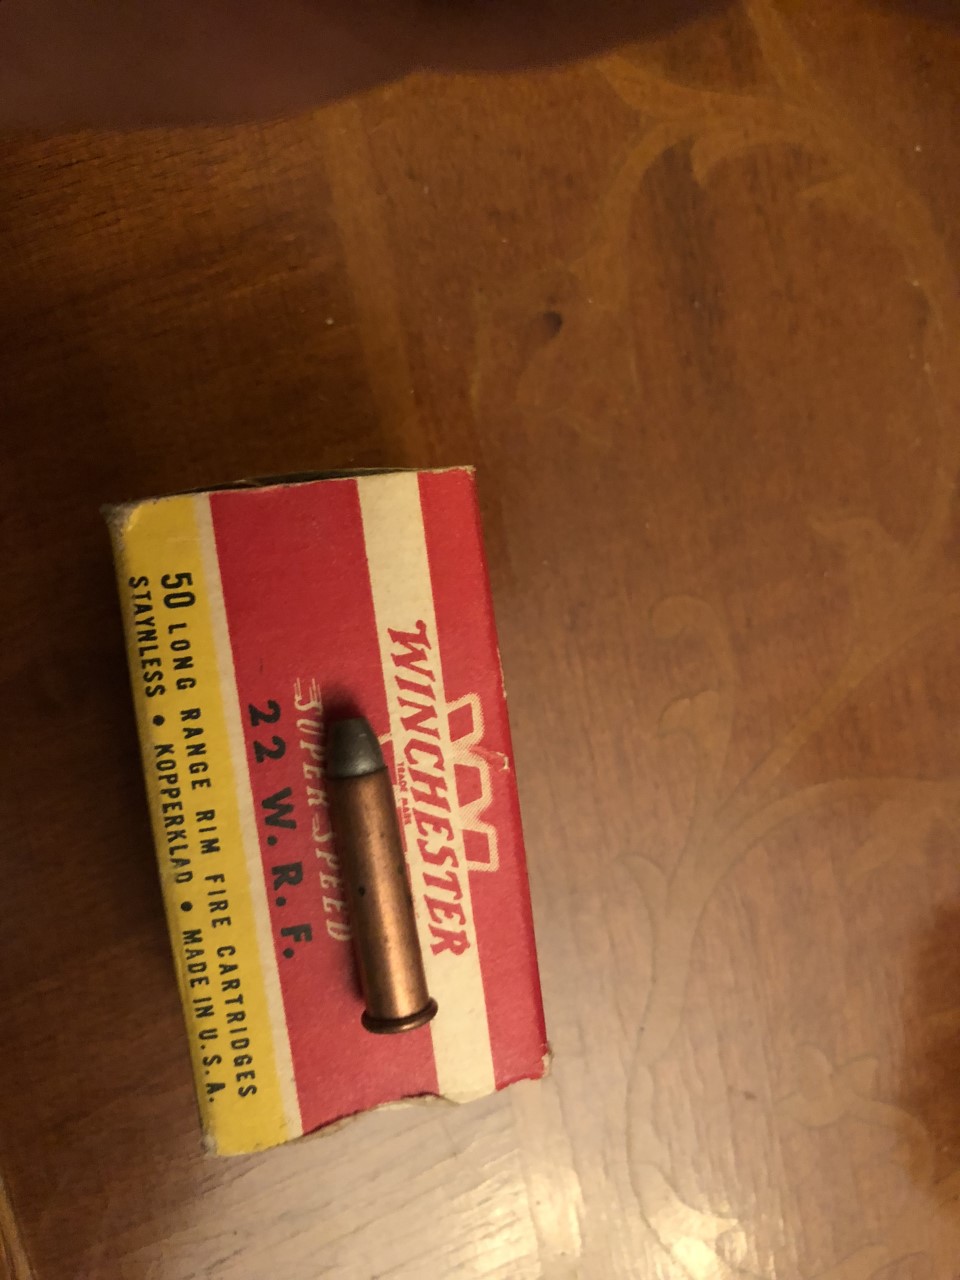 WINCHESTER
TRADE MARK
SUPER-SPEED
22 W. R. F.
50 LONG RANGE RIM FIRE CARTRIDGES
STAYNLESS • KOPPERKLAD • MADE IN U.S.A.